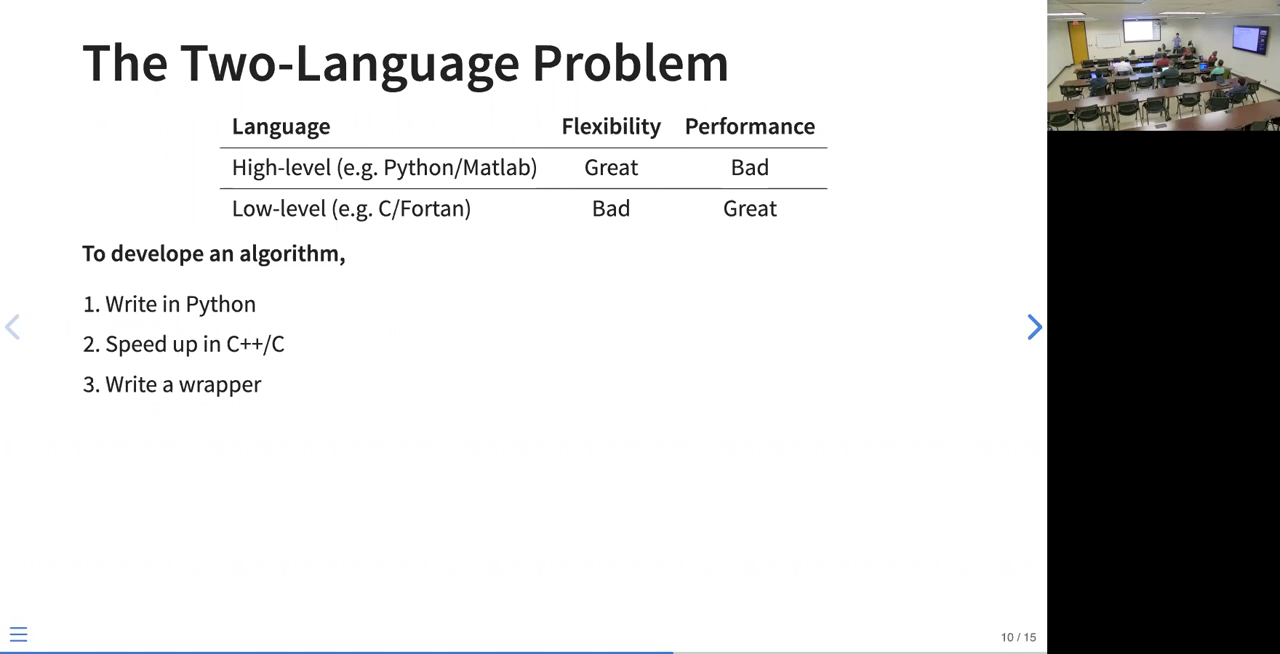 The Two-Language Problem
Language Flexibility Performance
High-level (e.g. Python/Matlab) Great Bad
Low-level (e.g. C/Fortan) Bad Great
To develope an algorithm,
1. Write in Python
2. Speed up in C++/C
3. Write a wrapper
10 / 15